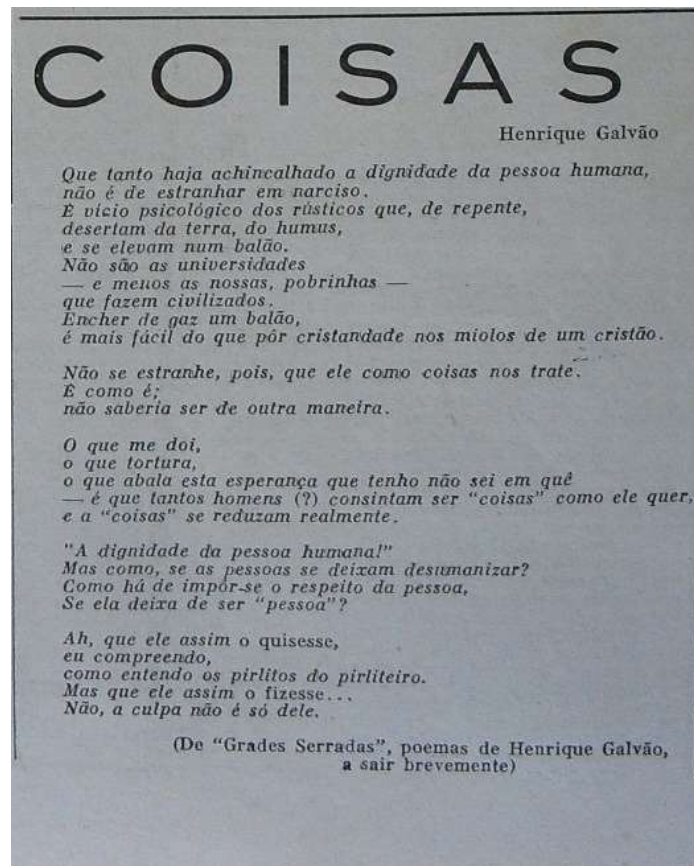 COISAS
Henrique Galvão
Que tanto haja achincalhado a dignidade da pessoa humana,
não é de estranhar em narciso.
É vício psicológico dos rústicos que, de repente,
desertam da terra, do humus,
e se elevam num balão.
Não são as universidades
— e menos as nossas, pobrinhas —
que fazem civilizados.
Encher de gaz um balão,
é mais fácil do que pôr cristandade nos miolos de um cristão.
Não se estranhe, pois, que ele como coisas nos trate.
É como é;
não saberia ser de outra maneira.
O que me doi,
o que tortura,
o que abala esta esperança que tenho não sei em quê
— é que tantos homens (?) consintam ser "coisas" como ele quer,
e a "coisas" se reduzam realmente.
"A dignidade da pessoa humana!"
Mas como, se as pessoas se deixam desumanizar?
Como há de impôr-se o respeito da pessoa,
Se ela deixa de ser "pessoa"?
Ah, que ele assim o quisesse,
eu compreendo,
como entendo os pirlitos do pirliteiro.
Mas que ele assim o fizesse...
Não, a culpa não é só dele.
(De "Grades Serradas", poemas de Henrique Galvão,
a sair brevemente)